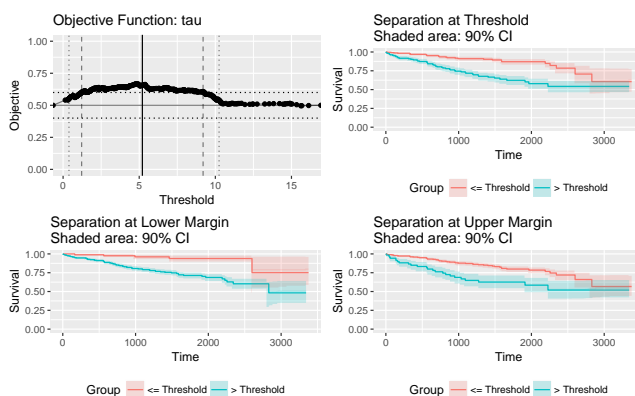 Objective Function: tau
1.00
0.75
0.50
0.25
0.00
Objective
0
5
10
15
Threshold
Separation at Threshold
Shaded area: 90% CI
1.00
0.75
0.50
0.25
0.00
Survival
0
1000
2000
3000
Time
Group <= Threshold > Threshold
Separation at Lower Margin
Shaded area: 90% CI
1.00
0.75
0.50
0.25
0.00
Survival
0
1000
2000
3000
Time
Group <= Threshold > Threshold
Separation at Upper Margin
Shaded area: 90% CI
1.00
0.75
0.50
0.25
0.00
Survival
0
1000
2000
3000
Time
Group <= Threshold > Threshold